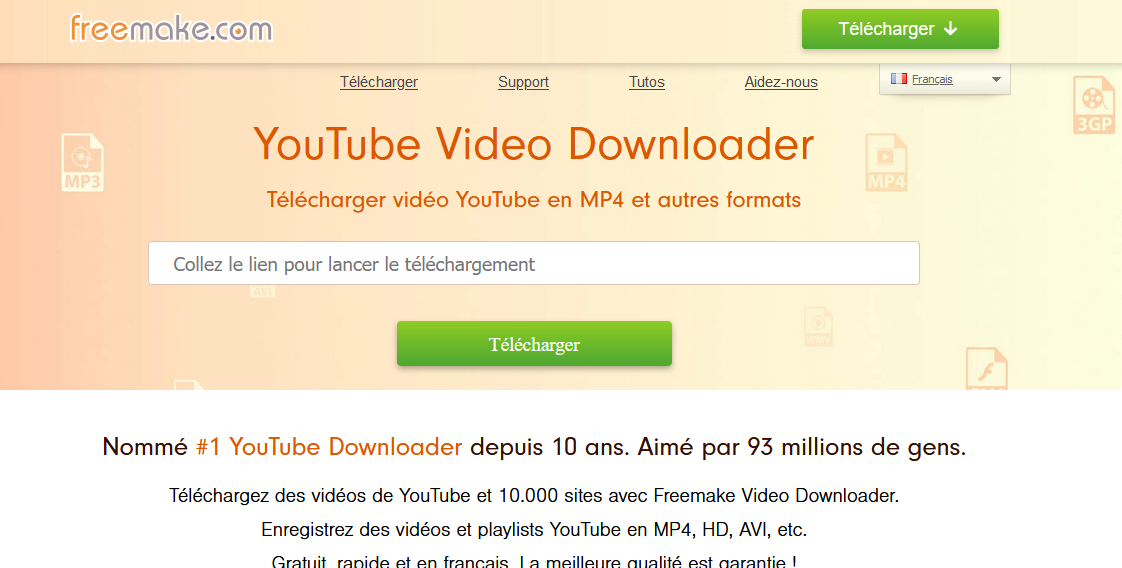 freemake.com
Télécharger
Télécharger Support Tutos Aidez-nous Français
3GP
YouTube Video Downloader
MP3
MP4
Télécharger vidéo YouTube en MP4 et autres formats
Collez le lien pour lancer le téléchargement
AVI
Télécharger
Nommé #1 YouTube Downloader depuis 10 ans. Aimé par 93 millions de gens.
Téléchargez des vidéos de YouTube et 10.000 sites avec Freemake Video Downloader.
Enregistrez des vidéos et playlists YouTube en MP4, HD, AVI, etc.
Gratuit, rapide et en français. La meilleure qualité est garantie !